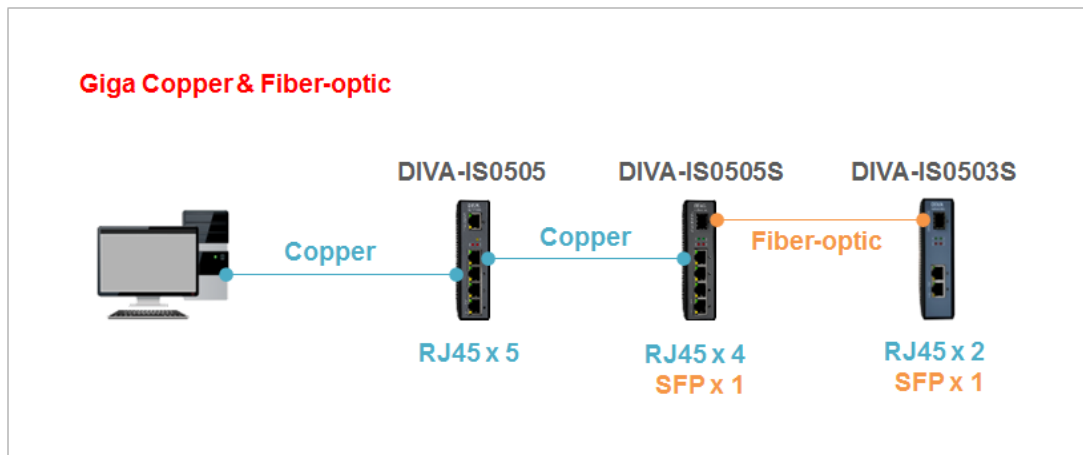 Giga Copper & Fiber-optic
DIVA-IS0505
DIVA-IS0505S
DIVA-IS0503S
Copper
Copper
Fiber-optic
RJ45 x 5
RJ45 x 4
SFP x 1
RJ45 x 2
SFP x 1